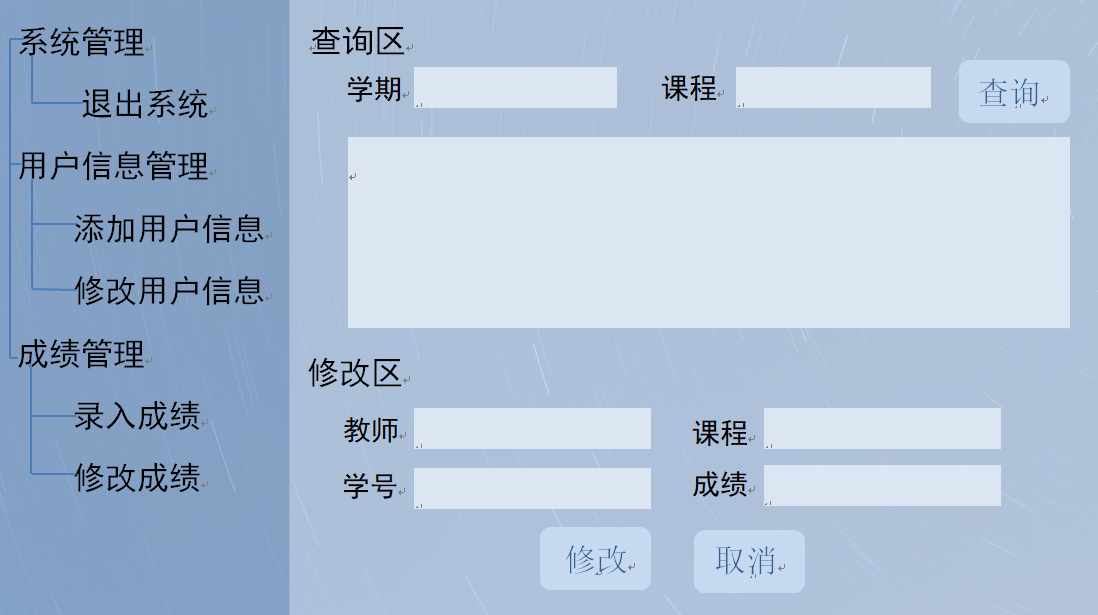 系统管理
退出系统
用户信息管理
添加用户信息
修改用户信息
成绩管理
录入成绩
修改成绩
查询区
学期
课程
查询
修改区
教师
课程
学号
成绩
修改
取消